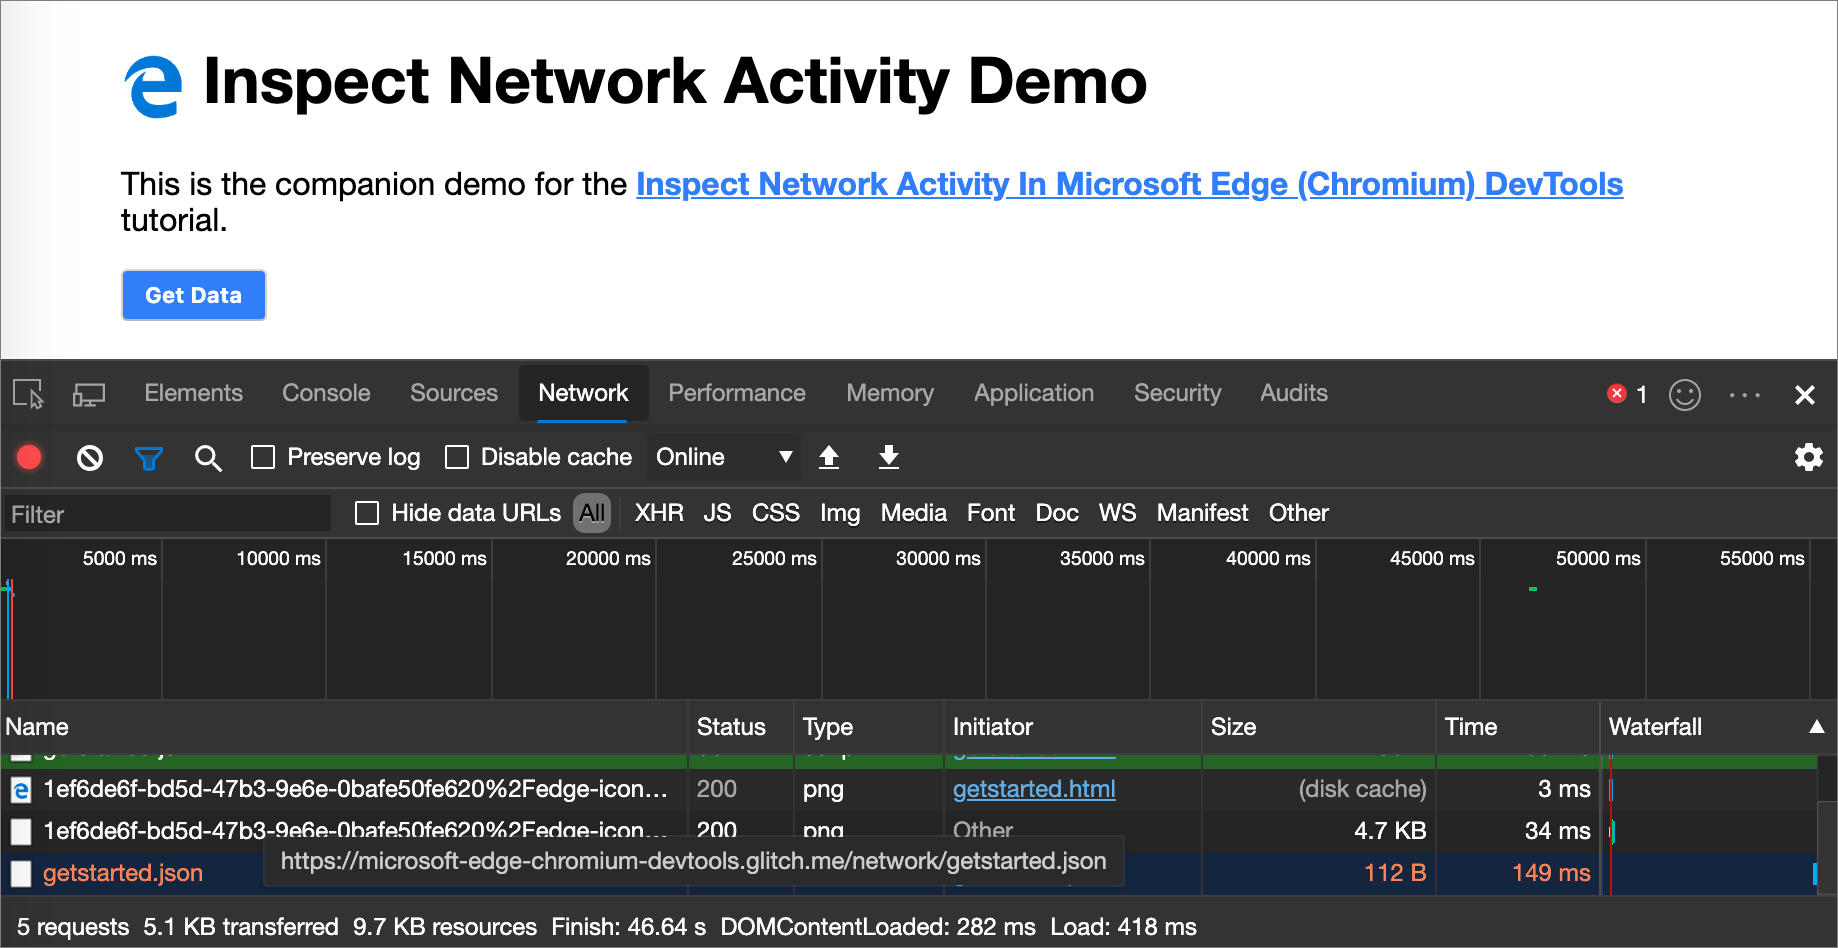 Inspect Network Activity Demo
This is the companion demo for the Inspect Network Activity In Microsoft Edge (Chromium) DevTools
tutorial.
Get Data
Elements Console Sources Network Performance Memory Application Security Audits 1
Preserve log Disable cache Online
Filter Hide data URLs All XHR JS CSS Img Media Font Doc WS Manifest Other
5000 ms 10000 ms 15000 ms 20000 ms 25000 ms 30000 ms 35000 ms 40000 ms 45000 ms 50000 ms 55000 ms
Name Status Type Initiator Size Time Waterfall
1ef6de6f-bd5d-47b3-9e6e-0bafe50fe620%2Fedge-icon... 200 png getstarted.html (disk cache) 3 ms
1ef6de6f-bd5d-47b3-9e6e-0bafe50fe620%2Fedge-icon... 200 png Other 4.7 KB 34 ms
getstarted.json https://microsoft-edge-chromium-devtools.glitch.me/network/getstarted.json 112 B 149 ms
5 requests 5.1 KB transferred 9.7 KB resources Finish: 46.64 s DOMContentLoaded: 282 ms Load: 418 ms